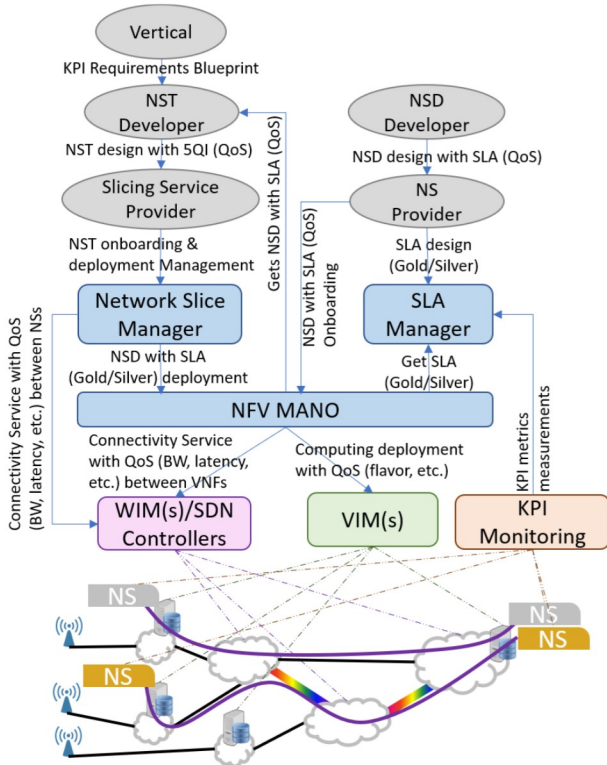 Vertical
KPI Requirements Blueprint
NST
Developer
NSD
Developer
NST design with 5QI (QoS)
NSD design with SLA (QoS)
Slicing Service
Provider
NS
Provider
Gets NSD with SLA (QoS)
NSD with SLA (QoS)
Onboarding
NST onboarding &
deployment Management
SLA design
(Gold/Silver)
Network Slice
Manager
SLA
Manager
Connectivity Service with QoS
(BW, latency, etc.) between NSs
NSD with SLA
(Gold/Silver) deployment
Get SLA
(Gold/Silver)
NFV MANO
KPI metrics
measurements
Connectivity Service
with QoS (BW, latency,
etc.) between VNFs
Computing deployment
with QoS (flavor, etc.)
WIM(s)/SDN
Controllers
VIM(s)
KPI
Monitoring
NS
NS
NS
NS